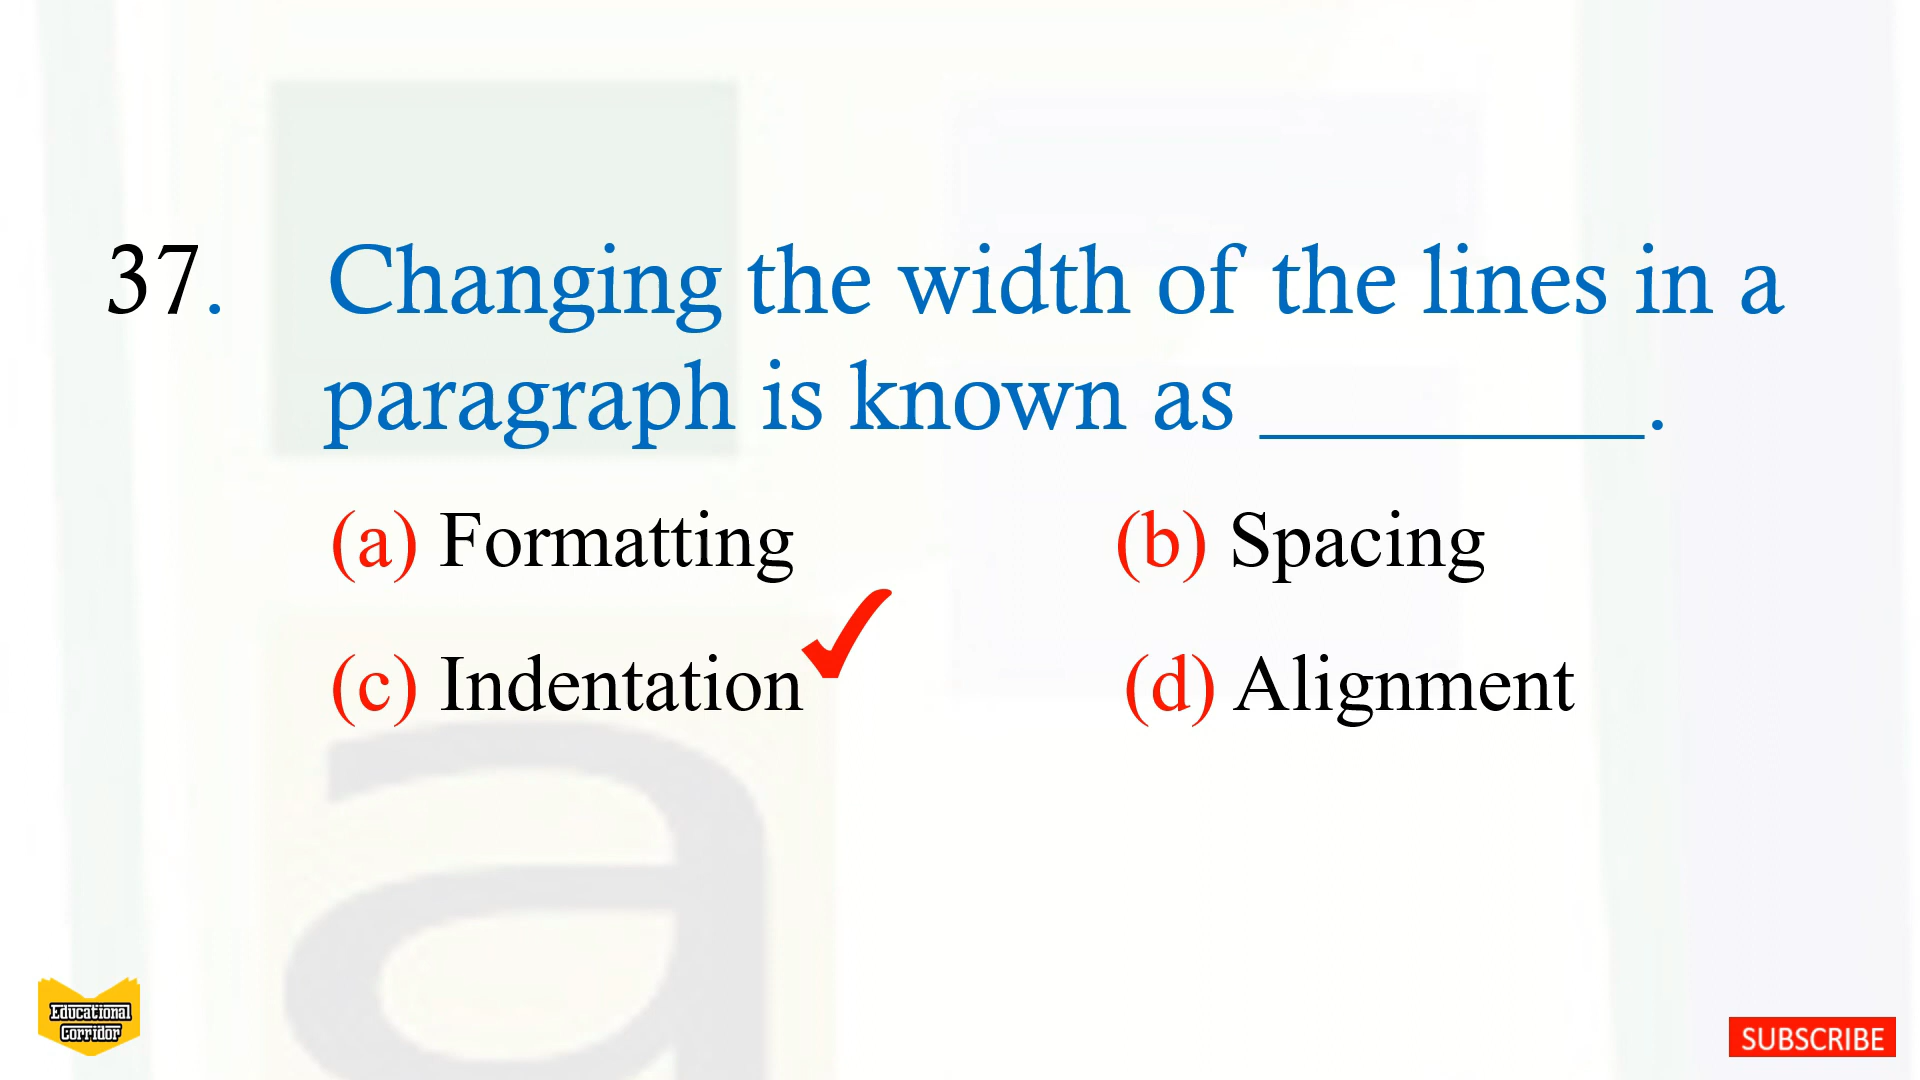 37. Changing the width of the lines in a
paragraph is known as _________.
(a) Formatting (b) Spacing
(c) Indentation (d) Alignment
a
Educational
Corridor
SUBSCRIBE